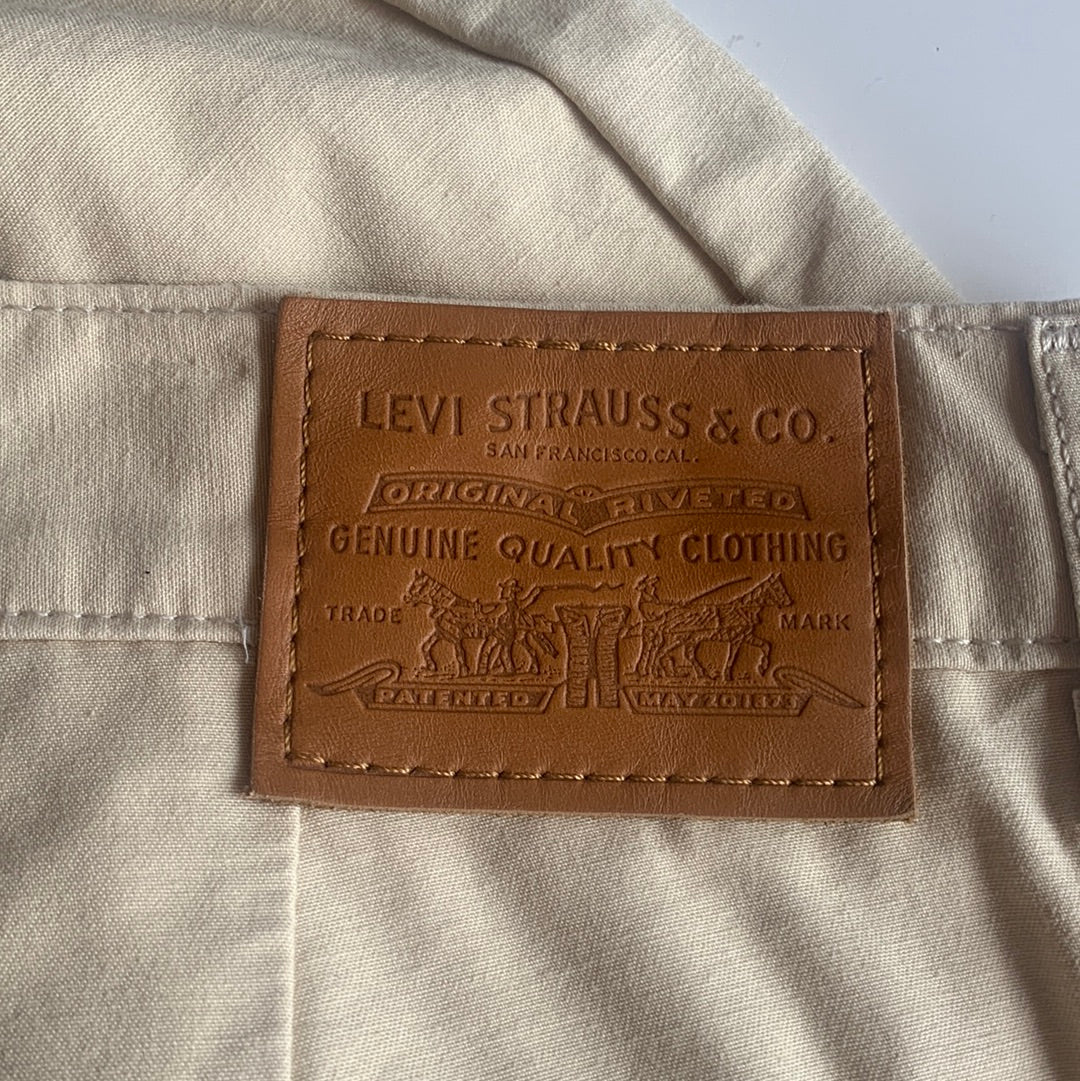 LEVI STRAUSS & CO.
SAN FRANCISCO, CAL.
ORIGINAL RIVETED
GENUINE QUALITY CLOTHING
TRADE MARK
PATENTED MAY 20 1873